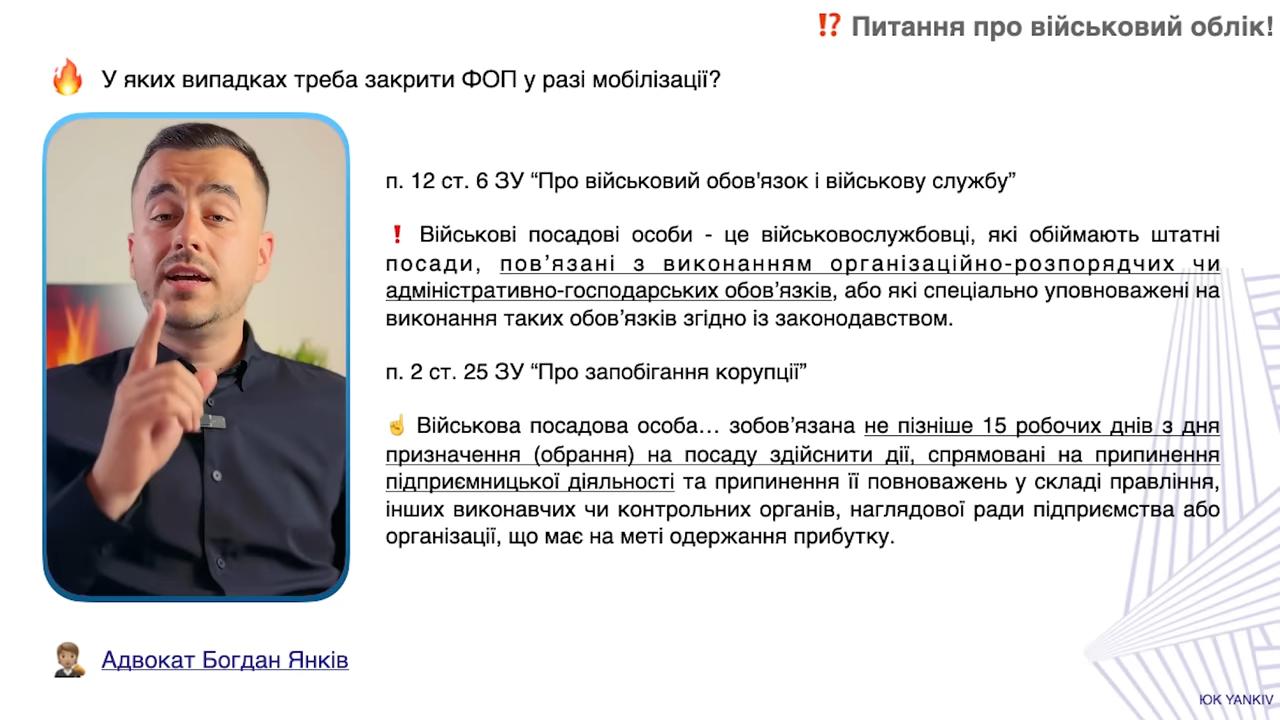 ⁉️ Питання про військовий облік!
🔥 У яких випадках треба закрити ФОП у разі мобілізації?
п. 12 ст. 6 ЗУ “Про військовий обов'язок і військову службу”
❗ Військові посадові особи - це військовослужбовці, які обіймають штатні
посади, пов’язані з виконанням організаційно-розпорядчих чи
адміністративно-господарських обов’язків, або які спеціально уповноважені на
виконання таких обов’язків згідно із законодавством.
п. 2 ст. 25 ЗУ “Про запобігання корупції”
☝️ Військова посадова особа… зобов’язана не пізніше 15 робочих днів з дня
призначення (обрання) на посаду здійснити дії, спрямовані на припинення
підприємницької діяльності та припинення її повноважень у складі правління,
інших виконавчих чи контрольних органів, наглядової ради підприємства або
організації, що має на меті одержання прибутку.
Адвокат Богдан Янків
ЮК YANKIV